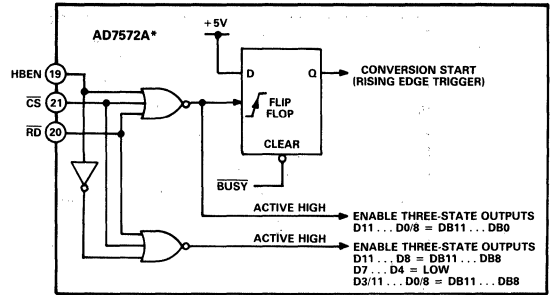 +5V
AD7572A*
HBEN 19
CS 21
RD 20
D Q
CONVERSION START
(RISING EDGE TRIGGER)
FLIP
FLOP
CLEAR
BUSY
ACTIVE HIGH
ENABLE THREE-STATE OUTPUTS
D11 . . . D0/8 = DB11 . . . DB0
ACTIVE HIGH
ENABLE THREE-STATE OUTPUTS
D11 . . . D8 = DB11 . . . DB8
D7 . . . D4 = LOW
D3/11 . . . D0/8 = DB11 . . . DB8